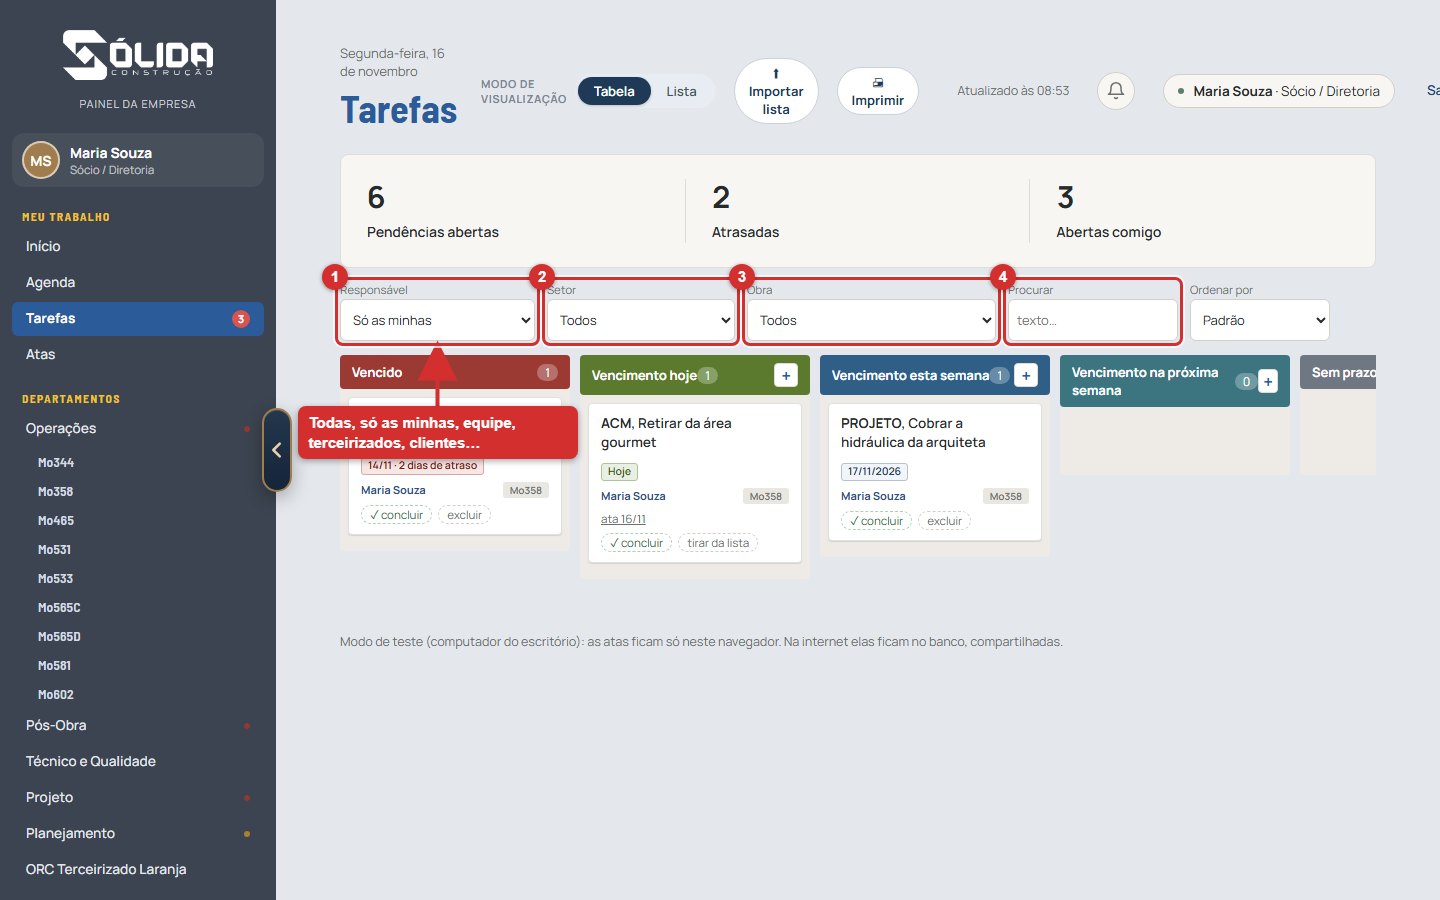 SÓLIDA
CONSTRUÇÃO
PAINEL DA EMPRESA
MS
Maria Souza
Sócio / Diretoria
MEU TRABALHO
Início
Agenda
Tarefas
3
Atas
DEPARTAMENTOS
Operações
Mo344
Mo358
Mo465
Mo531
Mo533
Mo565C
Mo565D
Mo581
Mo602
Pós-Obra
Técnico e Qualidade
Projeto
Planejamento
ORC Terceirizado Laranja
Segunda-feira, 16
de novembro
Tarefas
MODO DE
VISUALIZAÇÃO
Tabela
Lista
Importar
lista
Imprimir
Atualizado às 08:53
Maria Souza · Sócio / Diretoria
Sa
6
Pendências abertas
2
Atrasadas
3
Abertas comigo
1
Responsável
Só as minhas
2
Setor
Todos
3
Obra
Todos
4
Procurar
texto...
Ordenar por
Padrão
Vencido
1
Todas, só as minhas, equipe,
terceirizados, clientes...
14/11 · 2 dias de atraso
Maria Souza
Mo358
✓ concluir
excluir
Vencimento hoje
1
+
ACM, Retirar da área
gourmet
Hoje
Maria Souza
Mo358
ata 16/11
✓ concluir
tirar da lista
Vencimento esta semana
1
+
PROJETO, Cobrar a
hidráulica da arquiteta
17/11/2026
Maria Souza
Mo358
✓ concluir
excluir
Vencimento na próxima
semana
0
+
Sem prazo
Modo de teste (computador do escritório): as atas ficam só neste navegador. Na internet elas ficam no banco, compartilhadas.